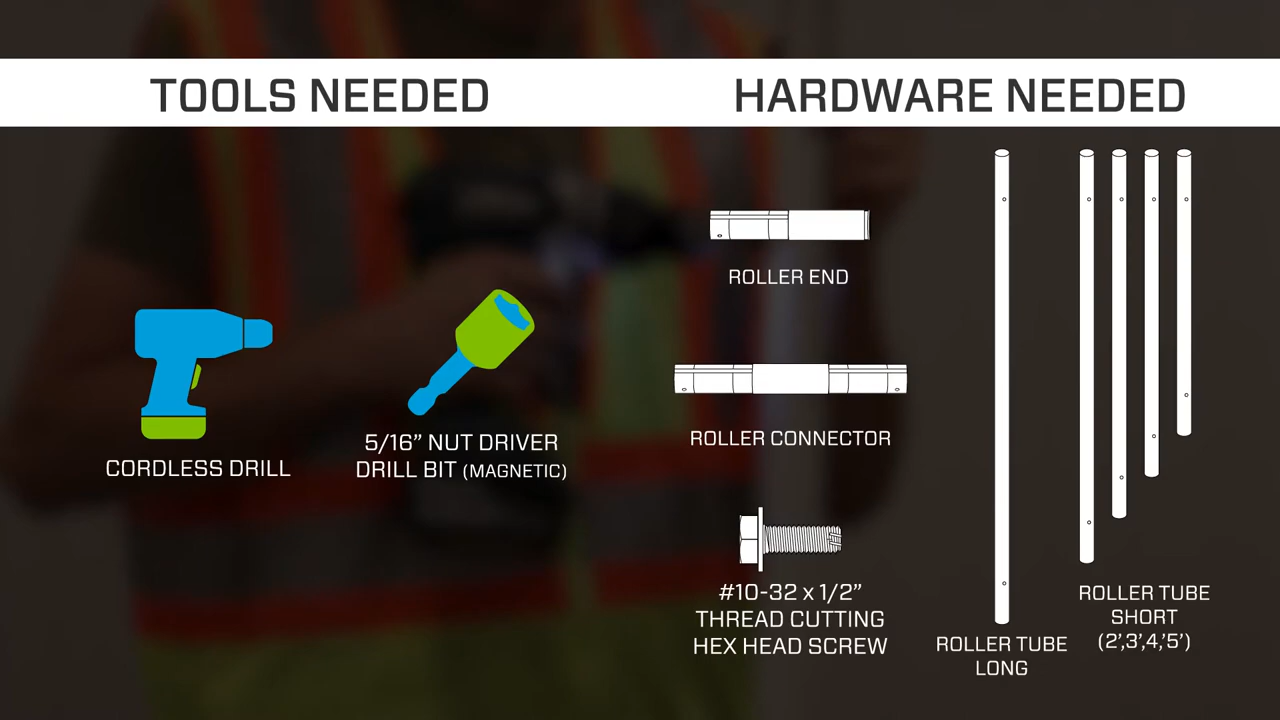 TOOLS NEEDED
HARDWARE NEEDED
CORDLESS DRILL
5/16” NUT DRIVER
DRILL BIT (MAGNETIC)
ROLLER END
ROLLER CONNECTOR
#10-32 x 1/2”
THREAD CUTTING
HEX HEAD SCREW
ROLLER TUBE
LONG
ROLLER TUBE
SHORT
(2’,3’,4,’5’)